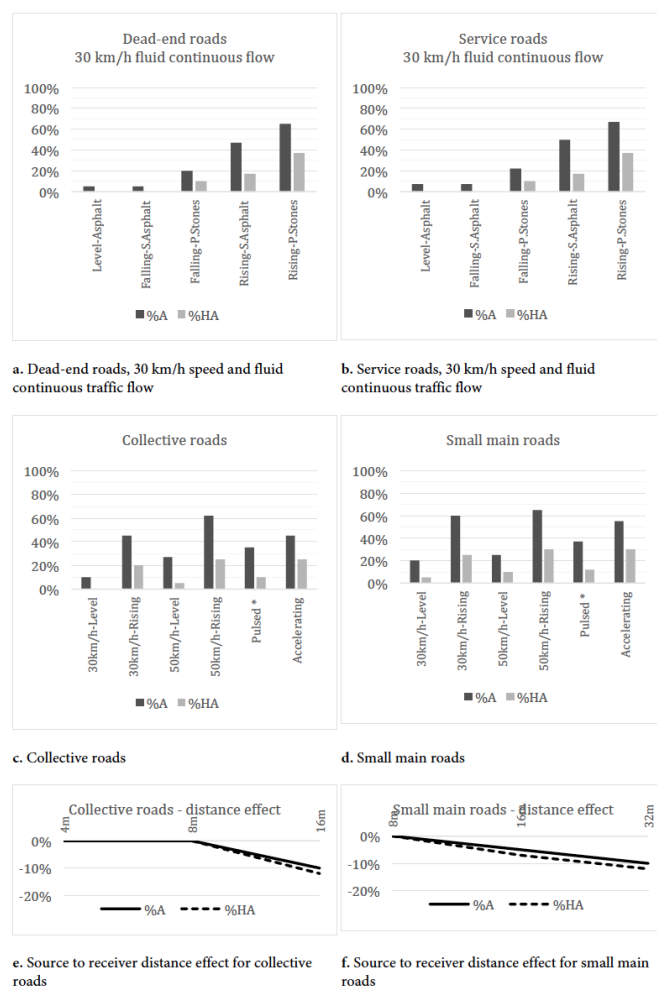 Dead-end roads
30 km/h fluid continuous flow
100%
80%
60%
40%
20%
0%
Level-Asphalt
Falling-S.Asphalt
Falling-P.Stones
Rising-S.Asphalt
Rising-P.Stones
%A %HA
Service roads
30 km/h fluid continuous flow
100%
80%
60%
40%
20%
0%
Level-Asphalt
Falling-S.Asphalt
Falling-P.Stones
Rising-S.Asphalt
Rising-P.Stones
%A %HA
a. Dead-end roads, 30 km/h speed and fluid
continuous traffic flow
b. Service roads, 30 km/h speed and fluid
continuous traffic flow
Collective roads
100%
80%
60%
40%
20%
0%
30km/h-Level
30km/h-Rising
50km/h-Level
50km/h-Rising
Pulsed *
Accelerating
%A %HA
Small main roads
100%
80%
60%
40%
20%
0%
30km/h-Level
30km/h-Rising
50km/h-Level
50km/h-Rising
Pulsed *
Accelerating
%A %HA
c. Collective roads
d. Small main roads
Collective roads - distance effect
4m
8m
16m
0%
-10%
-20%
%A %HA
Small main roads - distance effect
8m
16m
32m
0%
-10%
-20%
%A %HA
e. Source to receiver distance effect for collective
roads
f. Source to receiver distance effect for small main
roads